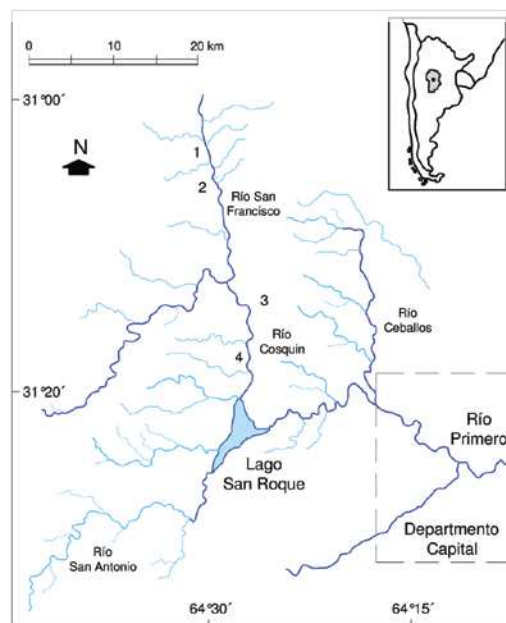 0 10 20 km
31°00´
N
1
2
Río San
Francisco
3
Río
Cosquin
4
Río
Ceballos
31°20´
Río
Primero
Lago
San Roque
Departmento
Capital
Río
San Antonio
64°30´ 64°15´